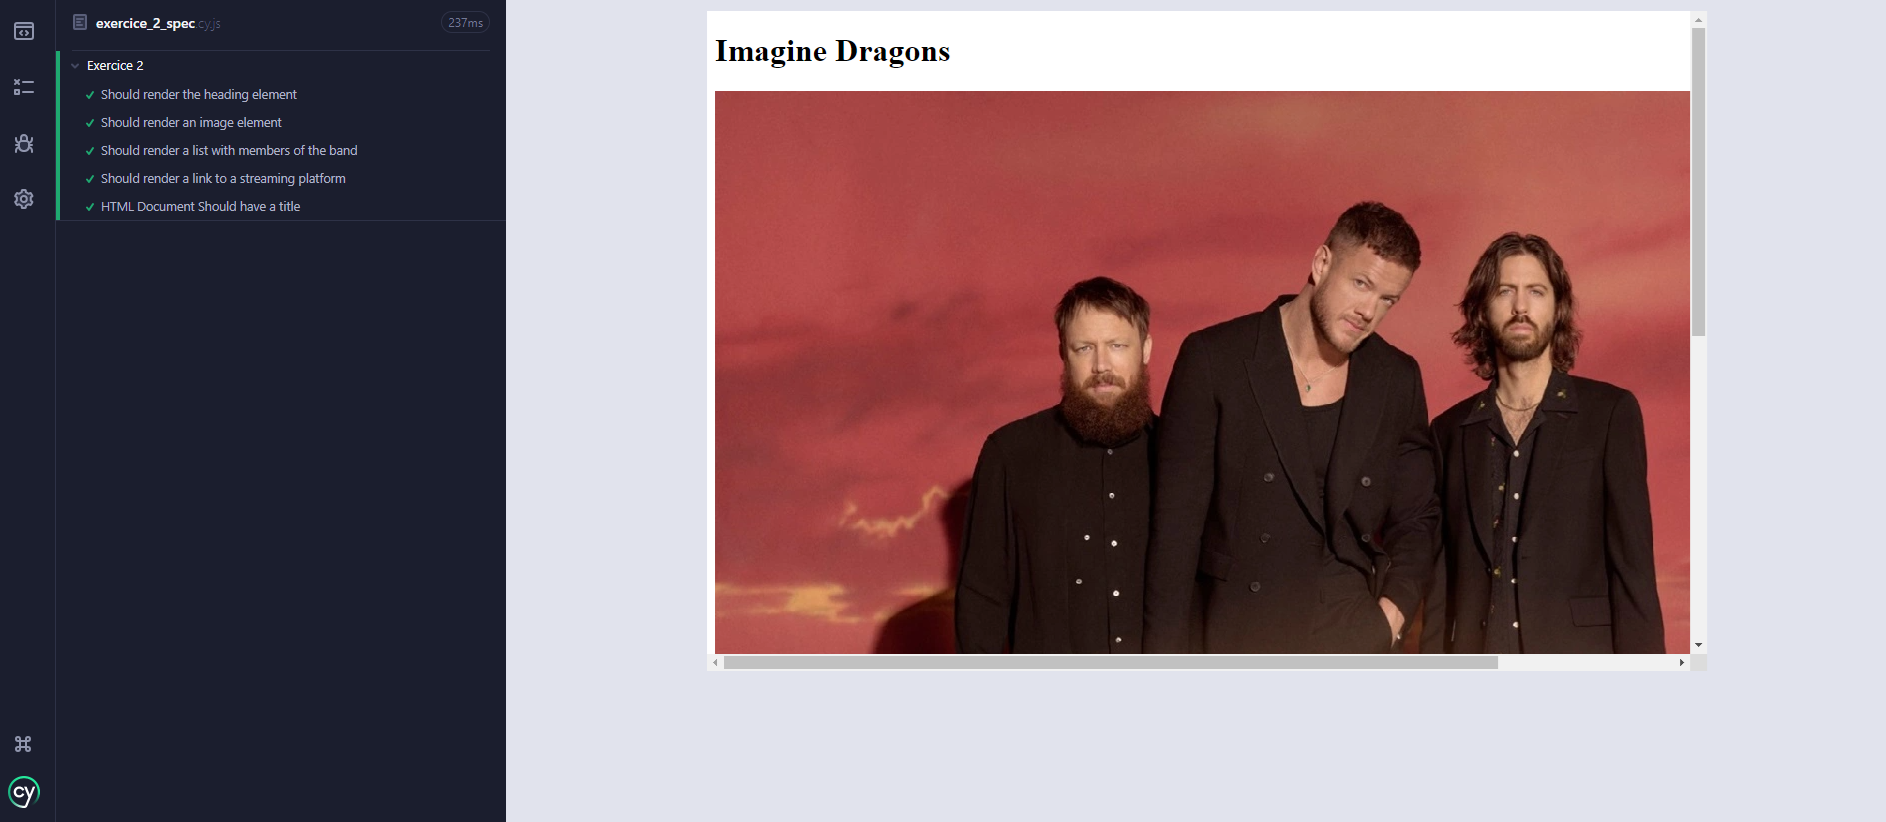 exercice_2_spec.cy.js
237ms
Exercice 2
Should render the heading element
Should render an image element
Should render a list with members of the band
Should render a link to a streaming platform
HTML Document Should have a title
cy
Imagine Dragons